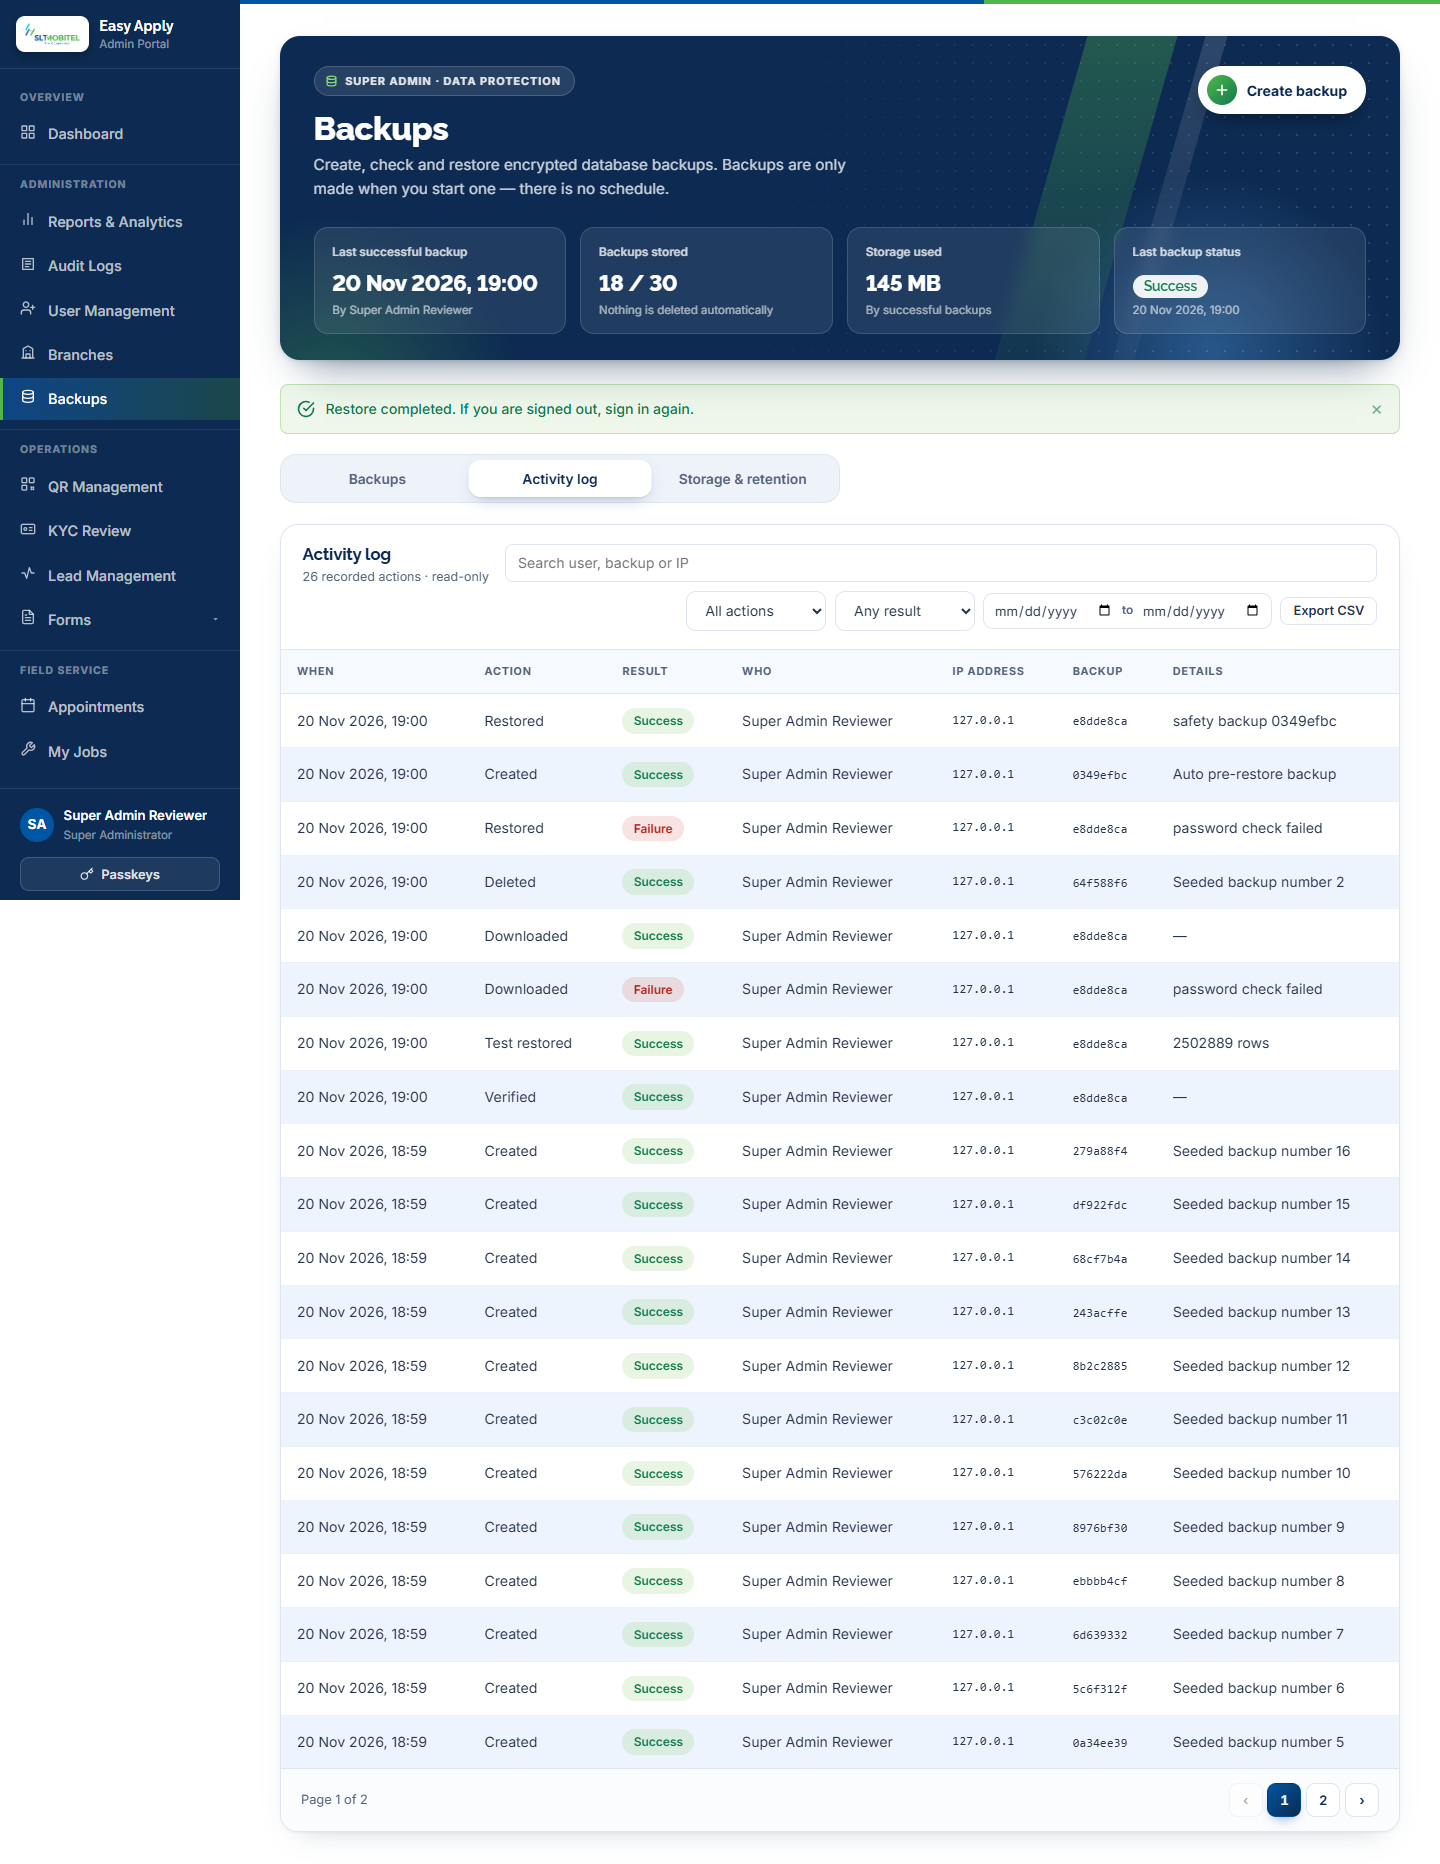 SLTMOBITEL
Easy Apply
Admin Portal
OVERVIEW
Dashboard
ADMINISTRATION
Reports & Analytics
Audit Logs
User Management
Branches
Backups
OPERATIONS
QR Management
KYC Review
Lead Management
Forms
FIELD SERVICE
Appointments
My Jobs
SA
Super Admin Reviewer
Super Administrator
Passkeys
SUPER ADMIN · DATA PROTECTION
Create backup
Backups
Create, check and restore encrypted database backups. Backups are only
made when you start one — there is no schedule.
Last successful backup
20 Nov 2026, 19:00
By Super Admin Reviewer
Backups stored
18 / 30
Nothing is deleted automatically
Storage used
145 MB
By successful backups
Last backup status
Success
20 Nov 2026, 19:00
Restore completed. If you are signed out, sign in again.
Backups Activity log Storage & retention
Activity log
26 recorded actions · read-only
Search user, backup or IP
All actions Any result mm/dd/yyyy to mm/dd/yyyy Export CSV
WHEN ACTION RESULT WHO IP ADDRESS BACKUP DETAILS
20 Nov 2026, 19:00 Restored Success Super Admin Reviewer 127.0.0.1 e8dde8ca safety backup 0349efbc
20 Nov 2026, 19:00 Created Success Super Admin Reviewer 127.0.0.1 0349efbc Auto pre-restore backup
20 Nov 2026, 19:00 Restored Failure Super Admin Reviewer 127.0.0.1 e8dde8ca password check failed
20 Nov 2026, 19:00 Deleted Success Super Admin Reviewer 127.0.0.1 64f588f6 Seeded backup number 2
20 Nov 2026, 19:00 Downloaded Success Super Admin Reviewer 127.0.0.1 e8dde8ca —
20 Nov 2026, 19:00 Downloaded Failure Super Admin Reviewer 127.0.0.1 e8dde8ca password check failed
20 Nov 2026, 19:00 Test restored Success Super Admin Reviewer 127.0.0.1 e8dde8ca 2502889 rows
20 Nov 2026, 19:00 Verified Success Super Admin Reviewer 127.0.0.1 e8dde8ca —
20 Nov 2026, 18:59 Created Success Super Admin Reviewer 127.0.0.1 279a88f4 Seeded backup number 16
20 Nov 2026, 18:59 Created Success Super Admin Reviewer 127.0.0.1 df922fdc Seeded backup number 15
20 Nov 2026, 18:59 Created Success Super Admin Reviewer 127.0.0.1 68cf7b4a Seeded backup number 14
20 Nov 2026, 18:59 Created Success Super Admin Reviewer 127.0.0.1 243acffe Seeded backup number 13
20 Nov 2026, 18:59 Created Success Super Admin Reviewer 127.0.0.1 8b2c2885 Seeded backup number 12
20 Nov 2026, 18:59 Created Success Super Admin Reviewer 127.0.0.1 c3c02c0e Seeded backup number 11
20 Nov 2026, 18:59 Created Success Super Admin Reviewer 127.0.0.1 576222da Seeded backup number 10
20 Nov 2026, 18:59 Created Success Super Admin Reviewer 127.0.0.1 8976bf30 Seeded backup number 9
20 Nov 2026, 18:59 Created Success Super Admin Reviewer 127.0.0.1 ebbbb4cf Seeded backup number 8
20 Nov 2026, 18:59 Created Success Super Admin Reviewer 127.0.0.1 6d639332 Seeded backup number 7
20 Nov 2026, 18:59 Created Success Super Admin Reviewer 127.0.0.1 5c6f312f Seeded backup number 6
20 Nov 2026, 18:59 Created Success Super Admin Reviewer 127.0.0.1 0a34ee39 Seeded backup number 5
Page 1 of 2
‹ 1 2 ›